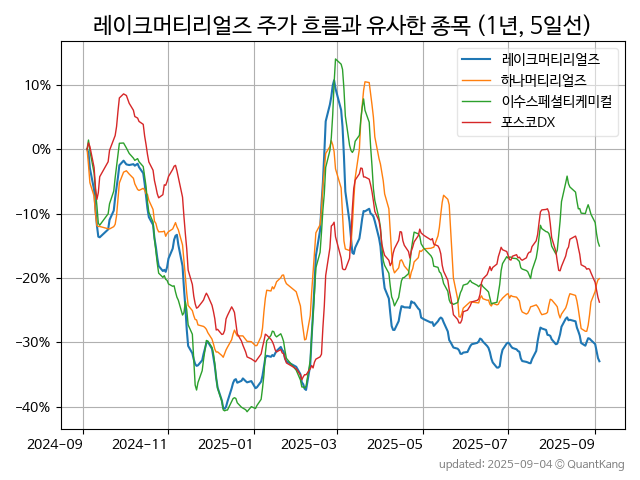 레이크머티리얼즈 주가 흐름과 유사한 종목 (1년, 5일선)
레이크머티리얼즈
하나머티리얼즈
이수스페셜티케미컬
포스코DX
10%
0%
−10%
−20%
−30%
−40%
2024−09 2024−11 2025−01 2025−03 2025−05 2025−07 2025−09
updated: 2025-09-04 © QuantKang